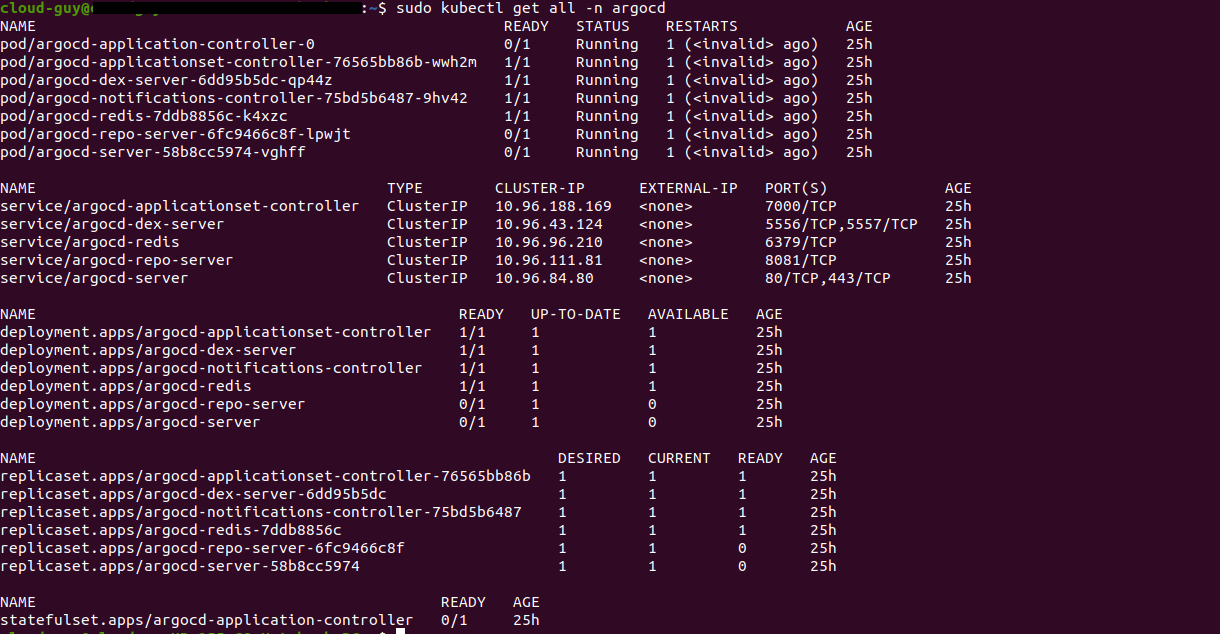 cloud-guy@ :~$ sudo kubectl get all -n argocd
NAME READY STATUS RESTARTS AGE
pod/argocd-application-controller-0 0/1 Running 1 (<invalid> ago) 25h
pod/argocd-applicationset-controller-76565bb86b-wwh2m 1/1 Running 1 (<invalid> ago) 25h
pod/argocd-dex-server-6dd95b5dc-qp44z 1/1 Running 1 (<invalid> ago) 25h
pod/argocd-notifications-controller-75bd5b6487-9hv42 1/1 Running 1 (<invalid> ago) 25h
pod/argocd-redis-7ddb8856c-k4xzc 1/1 Running 1 (<invalid> ago) 25h
pod/argocd-repo-server-6fc9466c8f-lpwjt 0/1 Running 1 (<invalid> ago) 25h
pod/argocd-server-58b8cc5974-vghff 0/1 Running 1 (<invalid> ago) 25h
NAME TYPE CLUSTER-IP EXTERNAL-IP PORT(S) AGE
service/argocd-applicationset-controller ClusterIP 10.96.188.169 <none> 7000/TCP 25h
service/argocd-dex-server ClusterIP 10.96.43.124 <none> 5556/TCP,5557/TCP 25h
service/argocd-redis ClusterIP 10.96.96.210 <none> 6379/TCP 25h
service/argocd-repo-server ClusterIP 10.96.111.81 <none> 8081/TCP 25h
service/argocd-server ClusterIP 10.96.84.80 <none> 80/TCP,443/TCP 25h
NAME READY UP-TO-DATE AVAILABLE AGE
deployment.apps/argocd-applicationset-controller 1/1 1 1 25h
deployment.apps/argocd-dex-server 1/1 1 1 25h
deployment.apps/argocd-notifications-controller 1/1 1 1 25h
deployment.apps/argocd-redis 1/1 1 1 25h
deployment.apps/argocd-repo-server 0/1 1 0 25h
deployment.apps/argocd-server 0/1 1 0 25h
NAME DESIRED CURRENT READY AGE
replicaset.apps/argocd-applicationset-controller-76565bb86b 1 1 1 25h
replicaset.apps/argocd-dex-server-6dd95b5dc 1 1 1 25h
replicaset.apps/argocd-notifications-controller-75bd5b6487 1 1 1 25h
replicaset.apps/argocd-redis-7ddb8856c 1 1 1 25h
replicaset.apps/argocd-repo-server-6fc9466c8f 1 1 0 25h
replicaset.apps/argocd-server-58b8cc5974 1 1 0 25h
NAME READY AGE
statefulset.apps/argocd-application-controller 0/1 25h